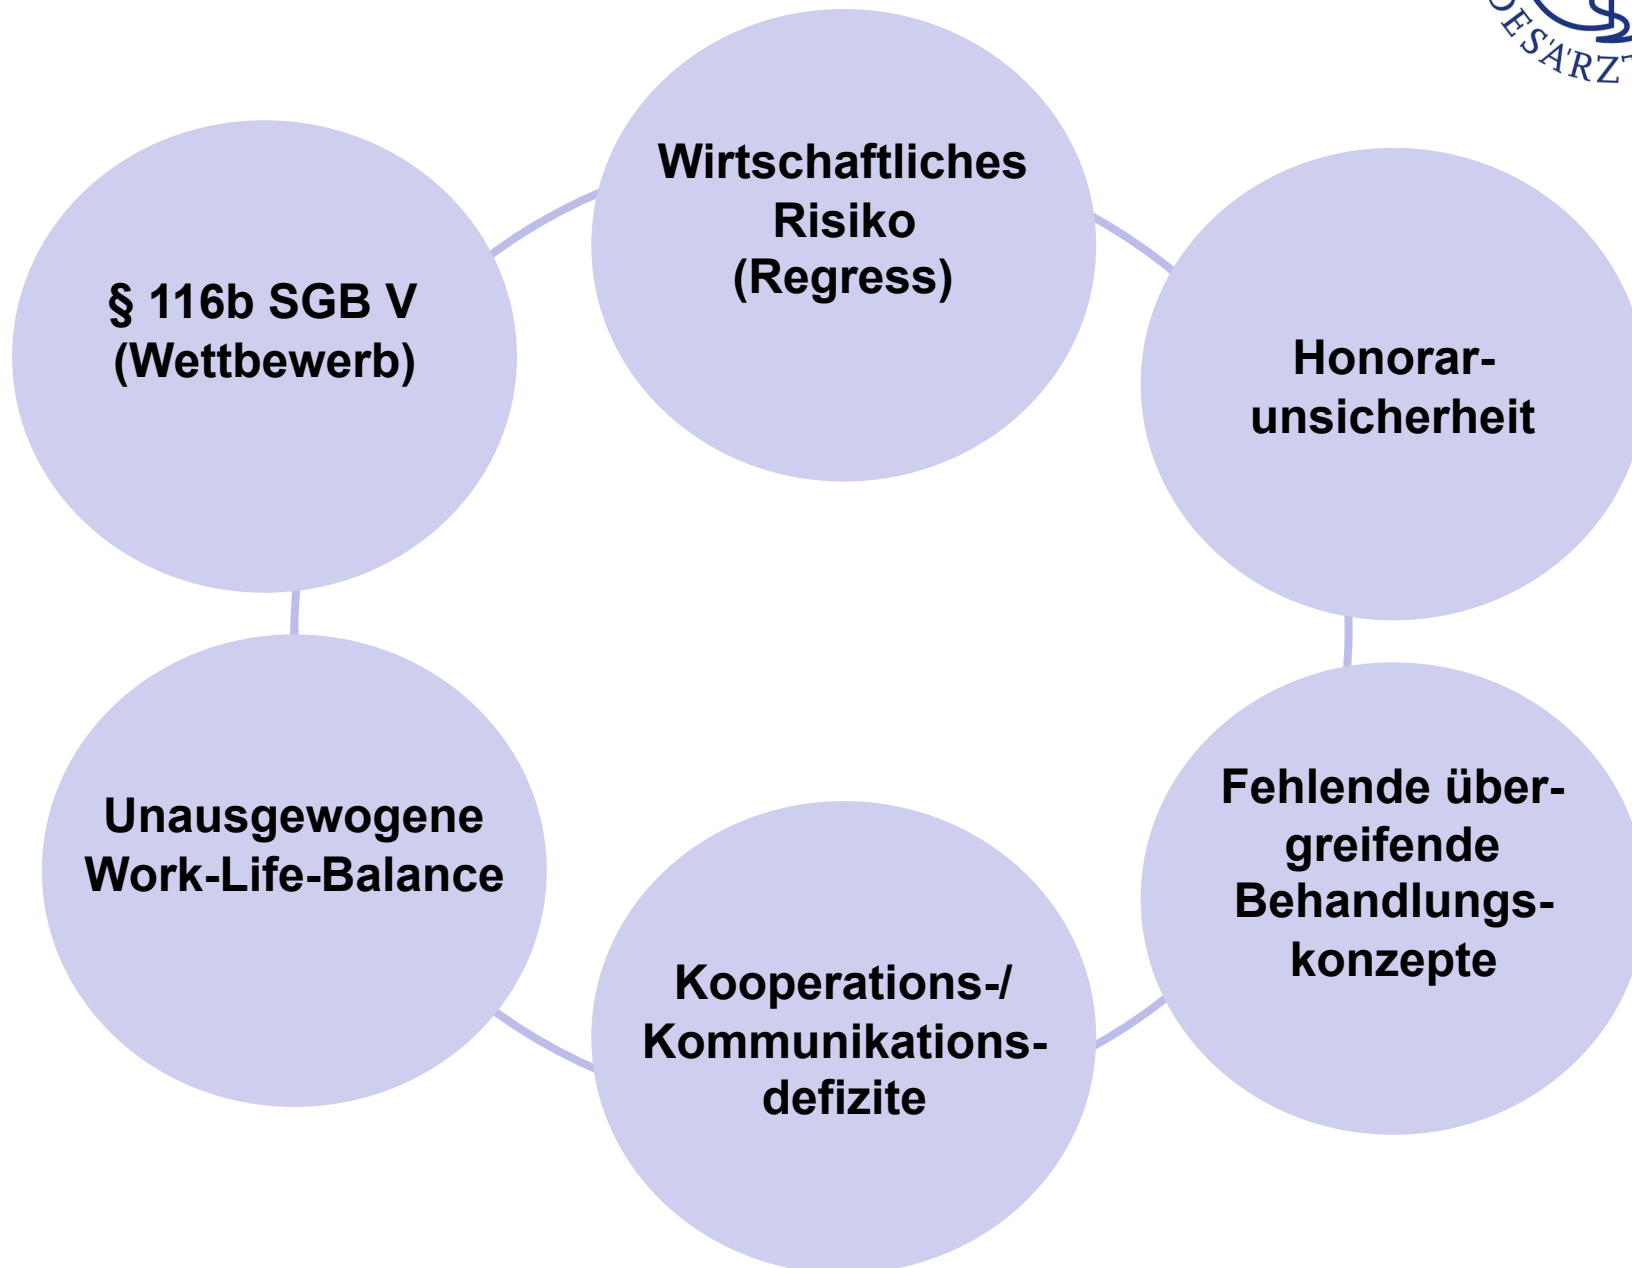 Wirtschaftliches
Risiko
(Regress)
§ 116b SGB V
(Wettbewerb)
Honorar-
unsicherheit
Fehlende über-
greifende
Behandlungs-
konzepte
Unausgewogene
Work-Life-Balance
Kooperations-/
Kommunikations-
defizite